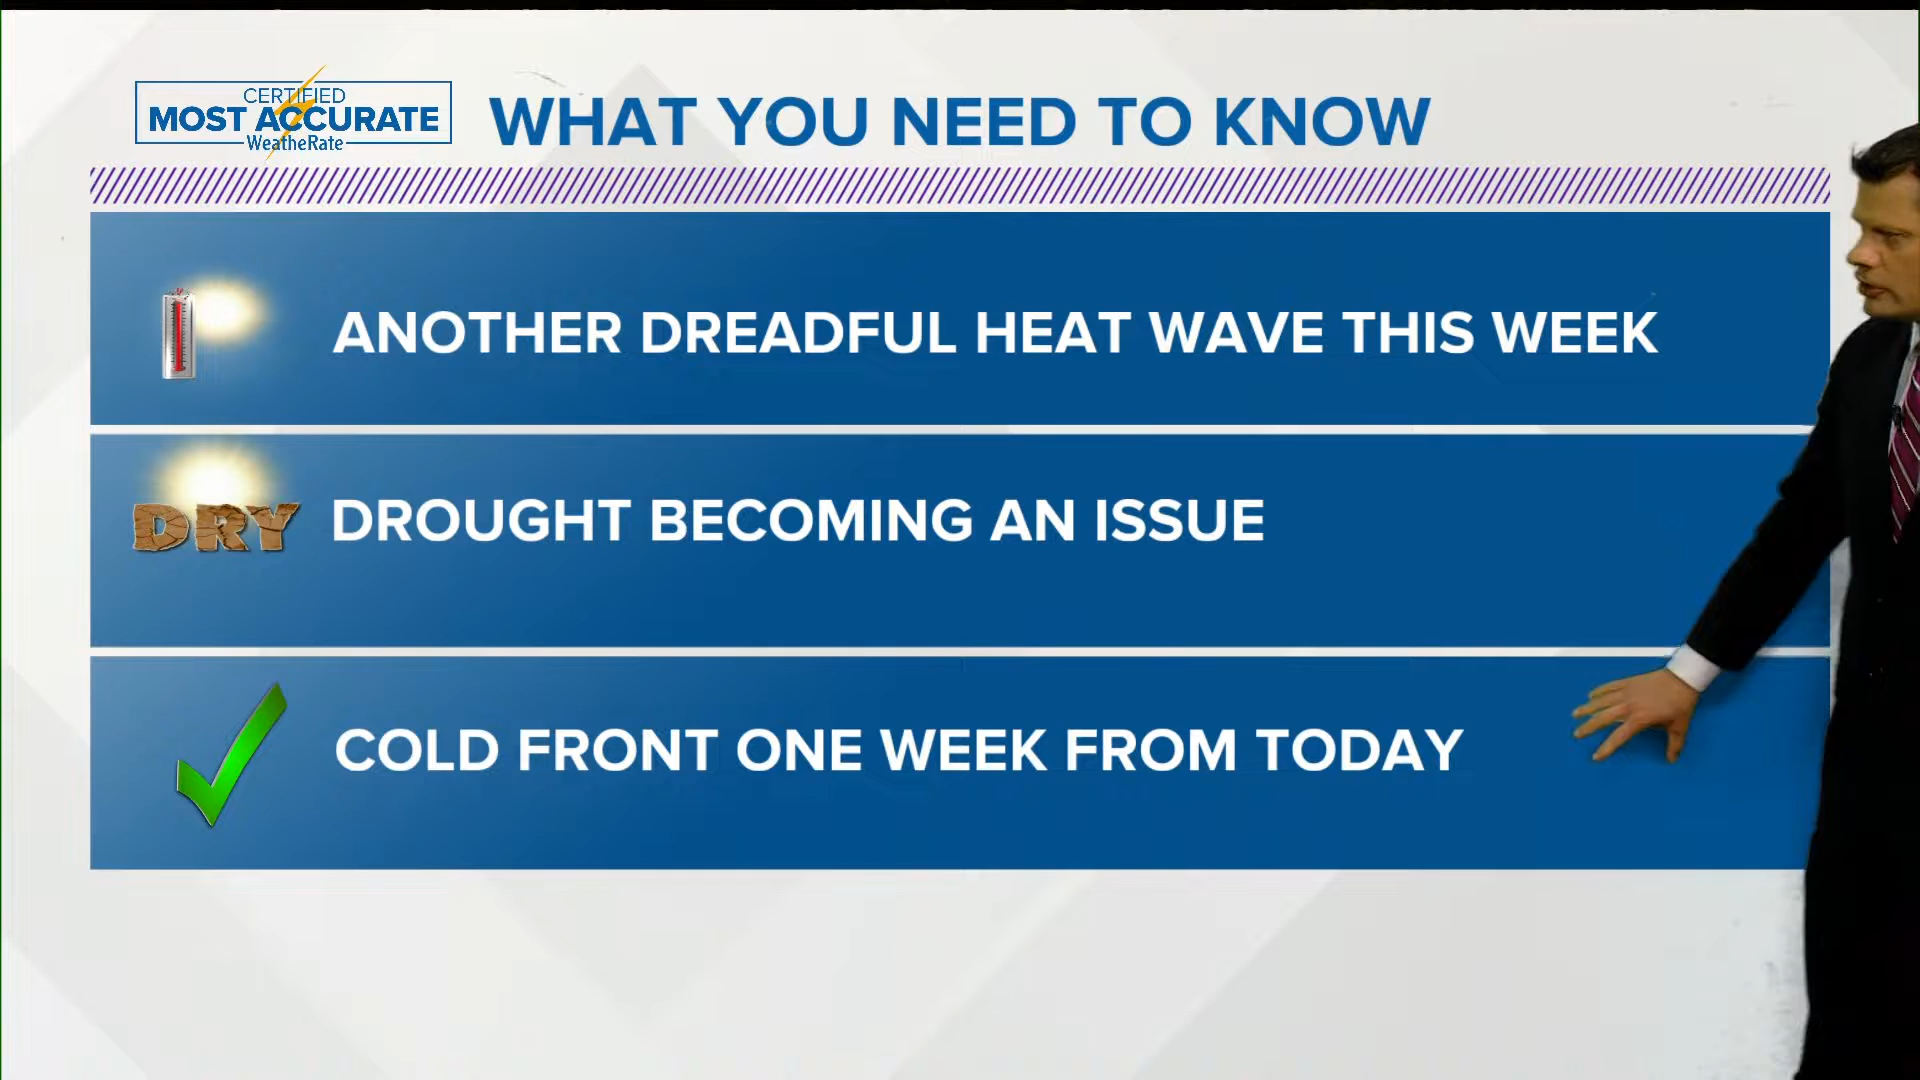 CERTIFIED
MOST ACCURATE
WeatheRate
WHAT YOU NEED TO KNOW
ANOTHER DREADFUL HEAT WAVE THIS WEEK
DRY
DROUGHT BECOMING AN ISSUE
COLD FRONT ONE WEEK FROM TODAY